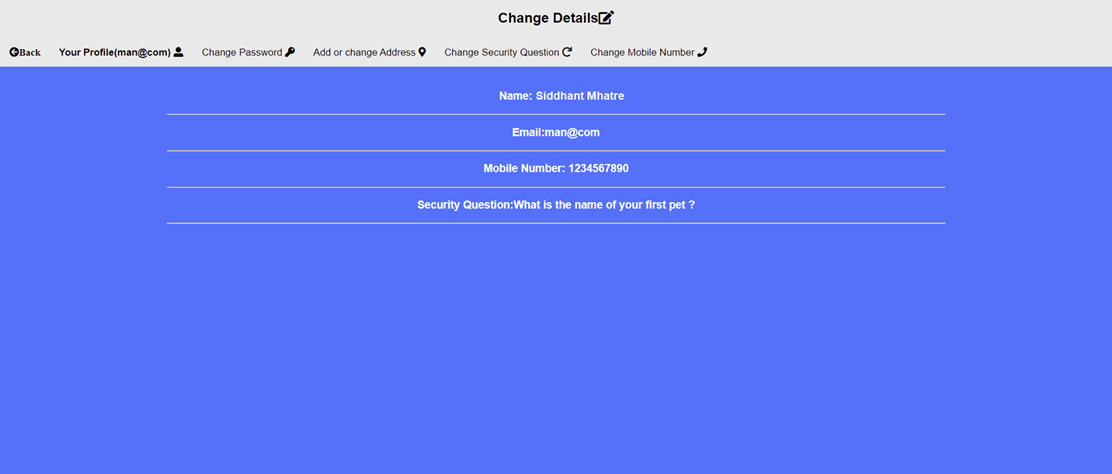 Change Details
Back Your Profile(man@com) Change Password Add or change Address Change Security Question Change Mobile Number
Name: Siddhant Mhatre
Email:man@com
Mobile Number: 1234567890
Security Question:What is the name of your first pet ?